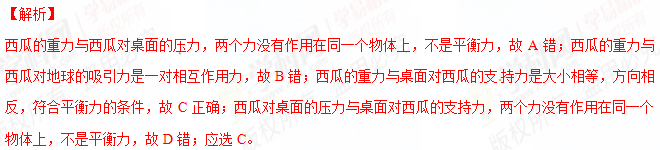 【解析】
西瓜的重力与西瓜对桌面的压力，两个力没有作用在同一个物体上，不是平衡力，故 A 错；西瓜的重力与
西瓜对地球的吸引力是一对相互作用力，故 B 错；西瓜的重力与桌面对西瓜的支持力是大小相等，方向相
反，符合平衡力的条件，故 C 正确；西瓜对桌面的压力与桌面对西瓜的支持力，两个力没有作用在同一个
物体上，不是平衡力，故 D 错；应选 C。